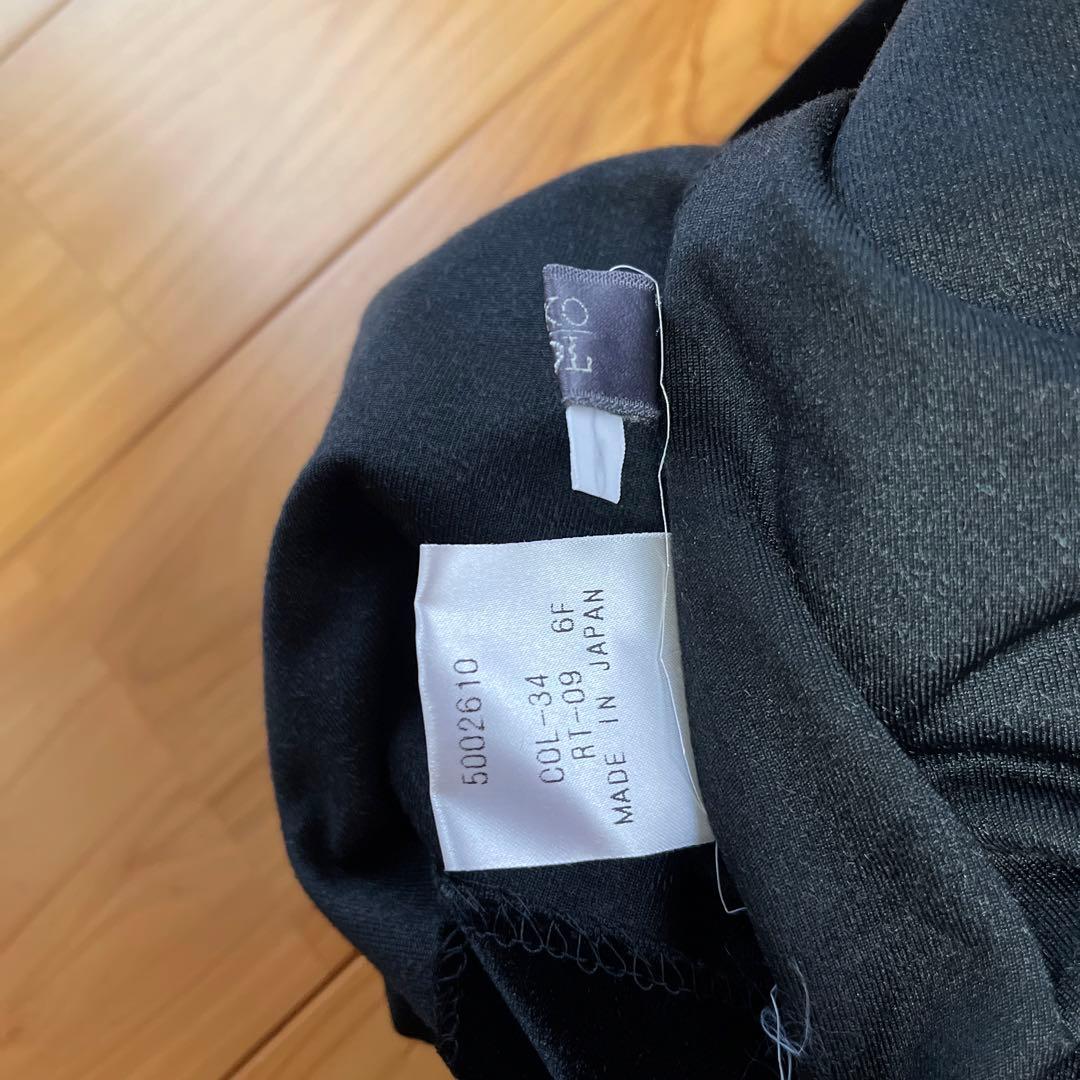 5002610
COL-34
RT-09 6F
MADE IN JAPAN